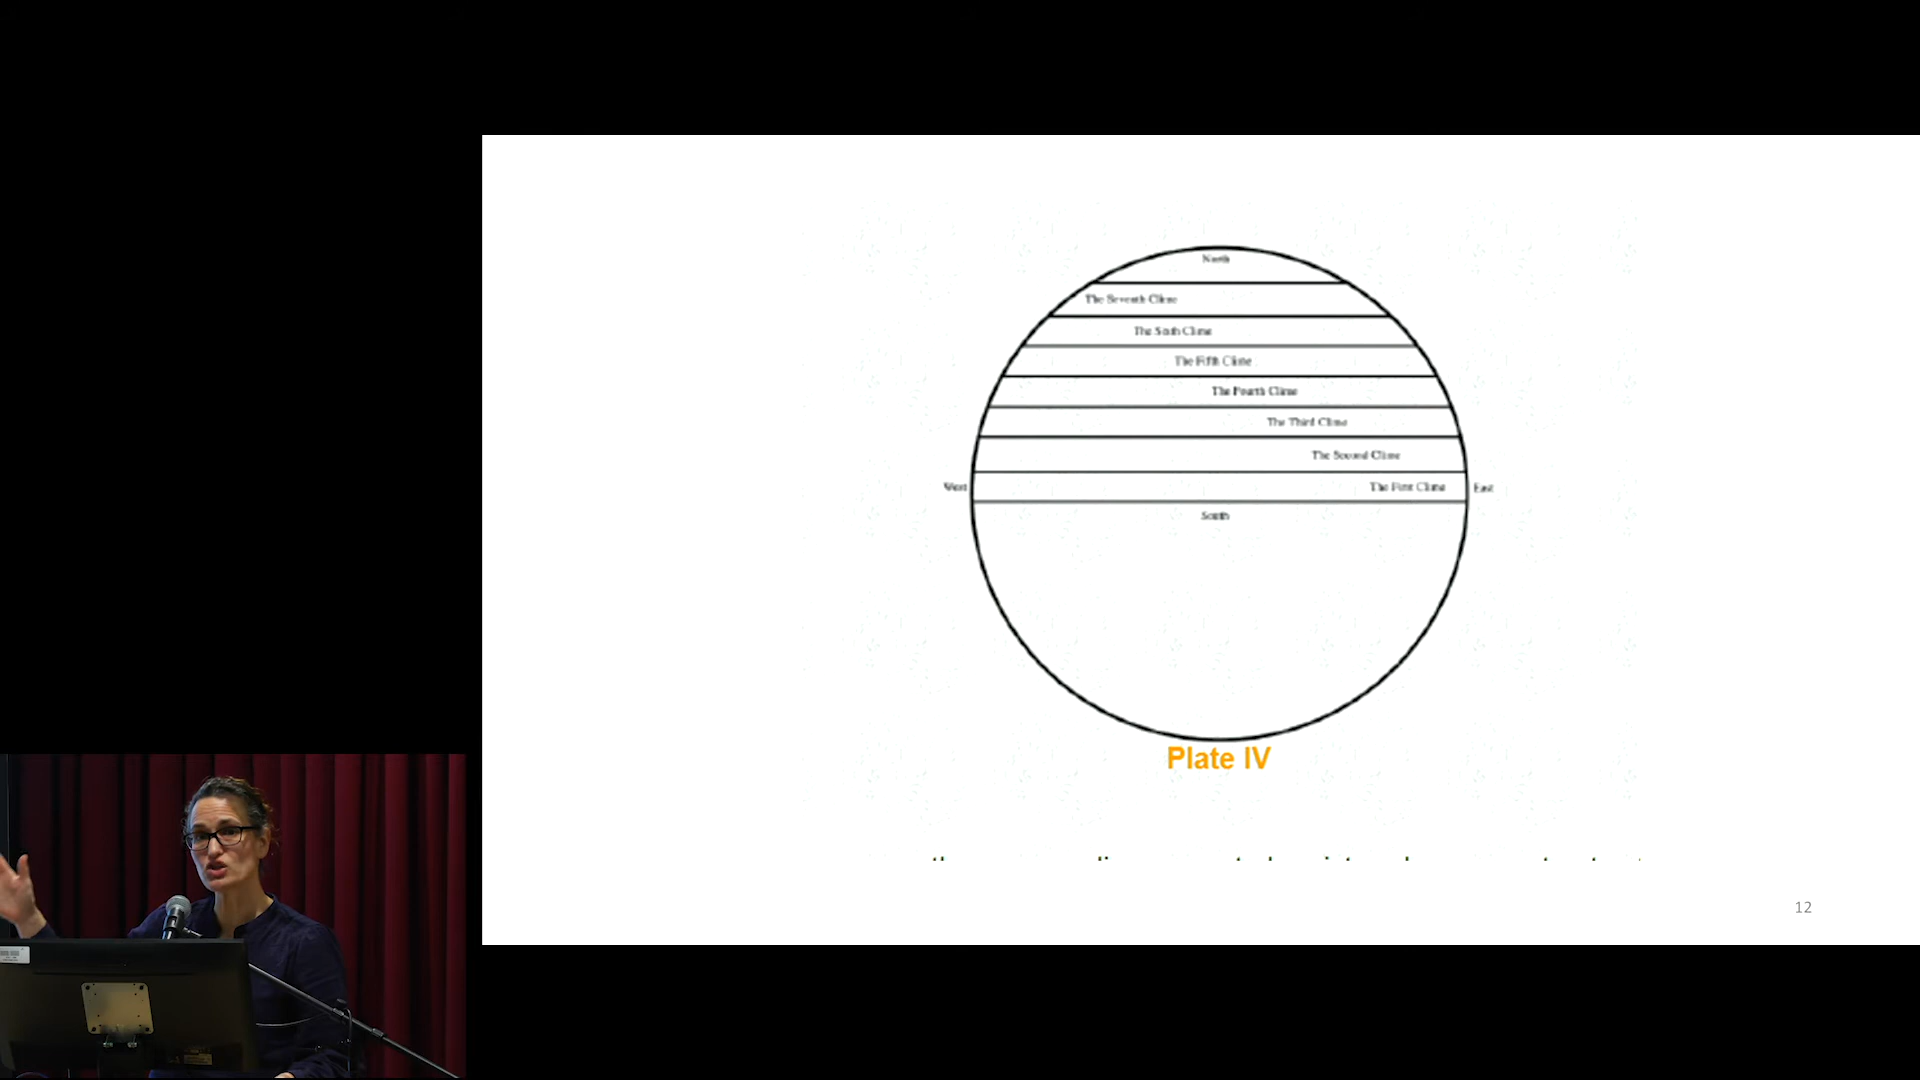 North
The Seventh Clime
The Sixth Clime
The Fifth Clime
The Fourth Clime
The Third Clime
The Second Clime
West
The First Clime
East
South
Plate IV
12